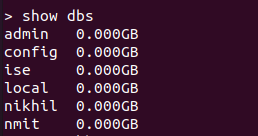 > show dbs
admin   0.000GB
config  0.000GB
ise     0.000GB
local   0.000GB
nikhil  0.000GB
nmit    0.000GB